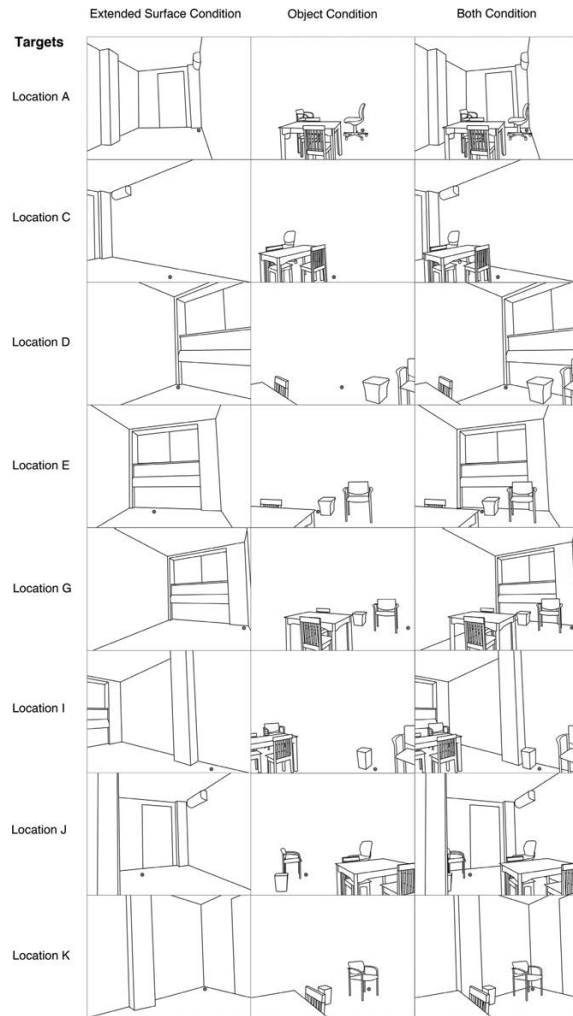 Extended Surface Condition Object Condition Both Condition
Targets
Location A
Location C
Location D
Location E
Location G
Location I
Location J
Location K